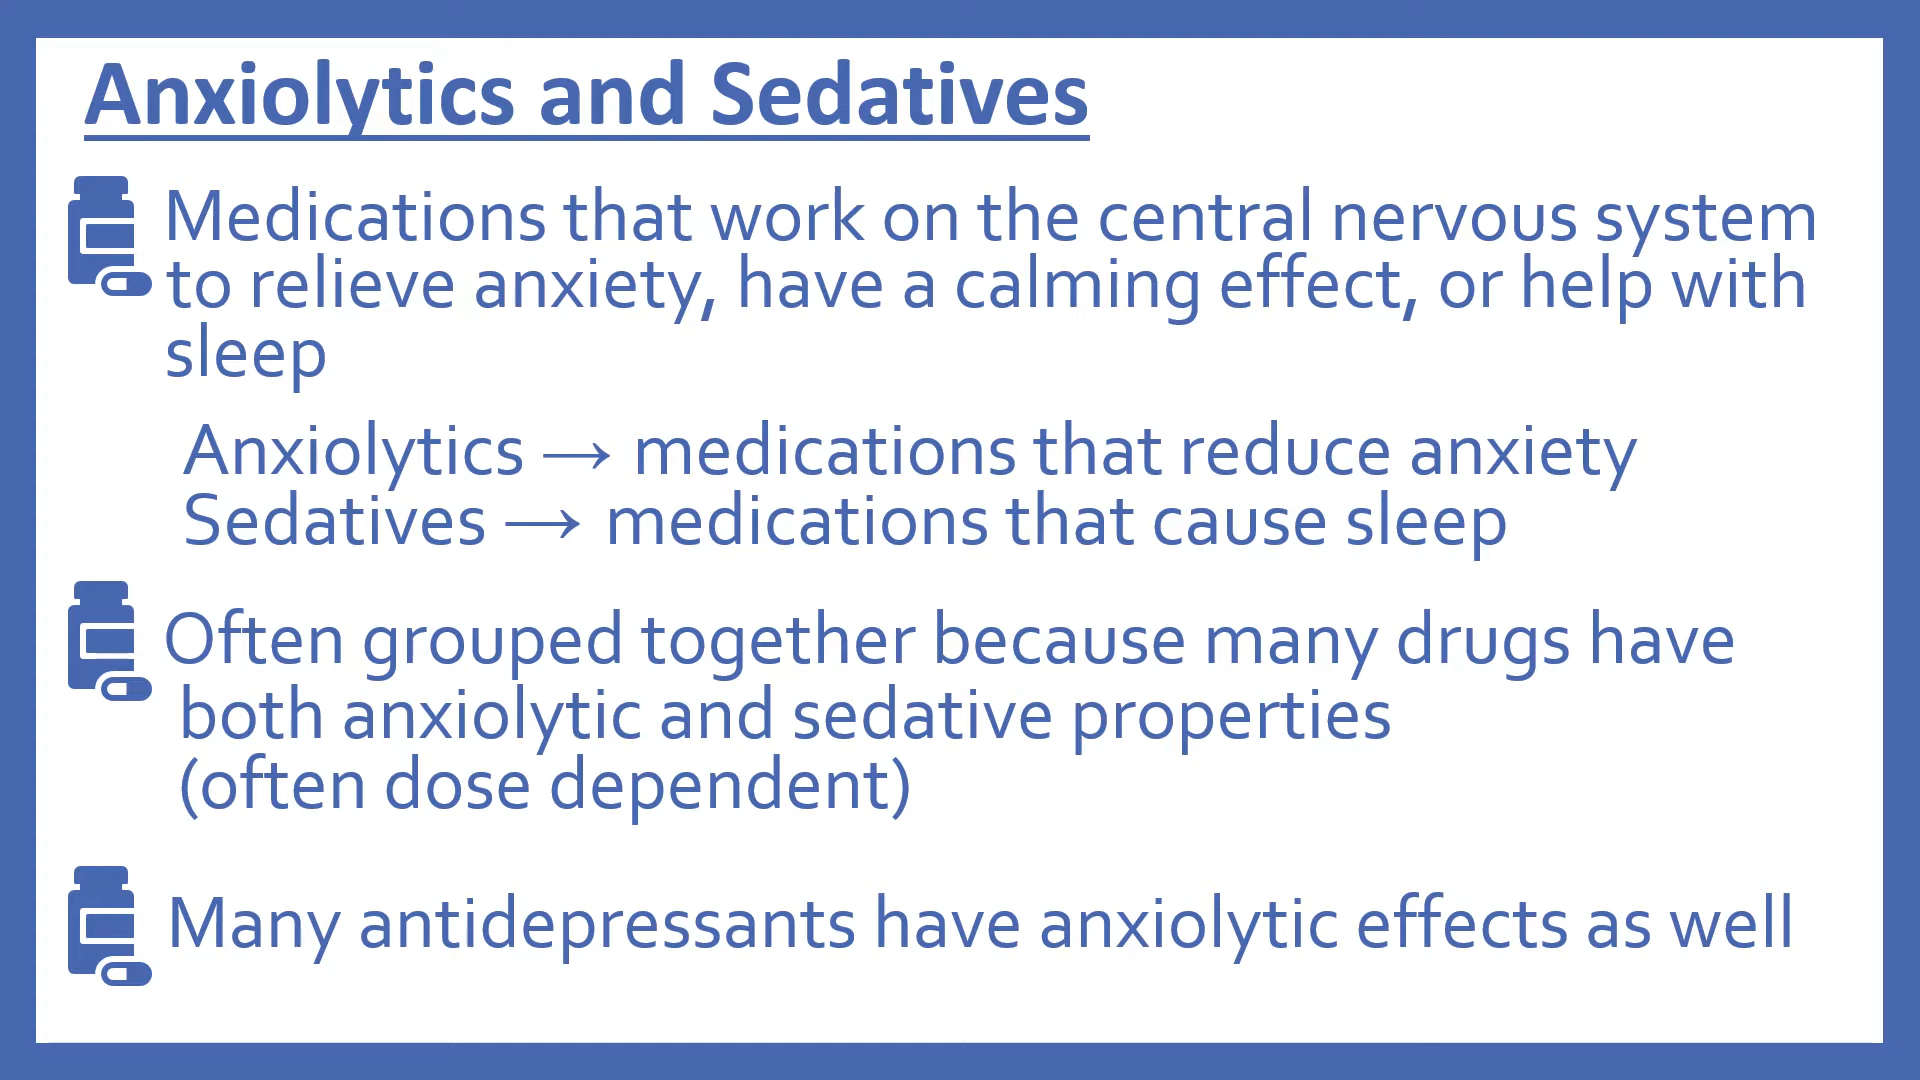 Anxiolytics and Sedatives
Medications that work on the central nervous system
to relieve anxiety, have a calming effect, or help with
sleep
Anxiolytics → medications that reduce anxiety
Sedatives → medications that cause sleep
Often grouped together because many drugs have
both anxiolytic and sedative properties
(often dose dependent)
Many antidepressants have anxiolytic effects as well